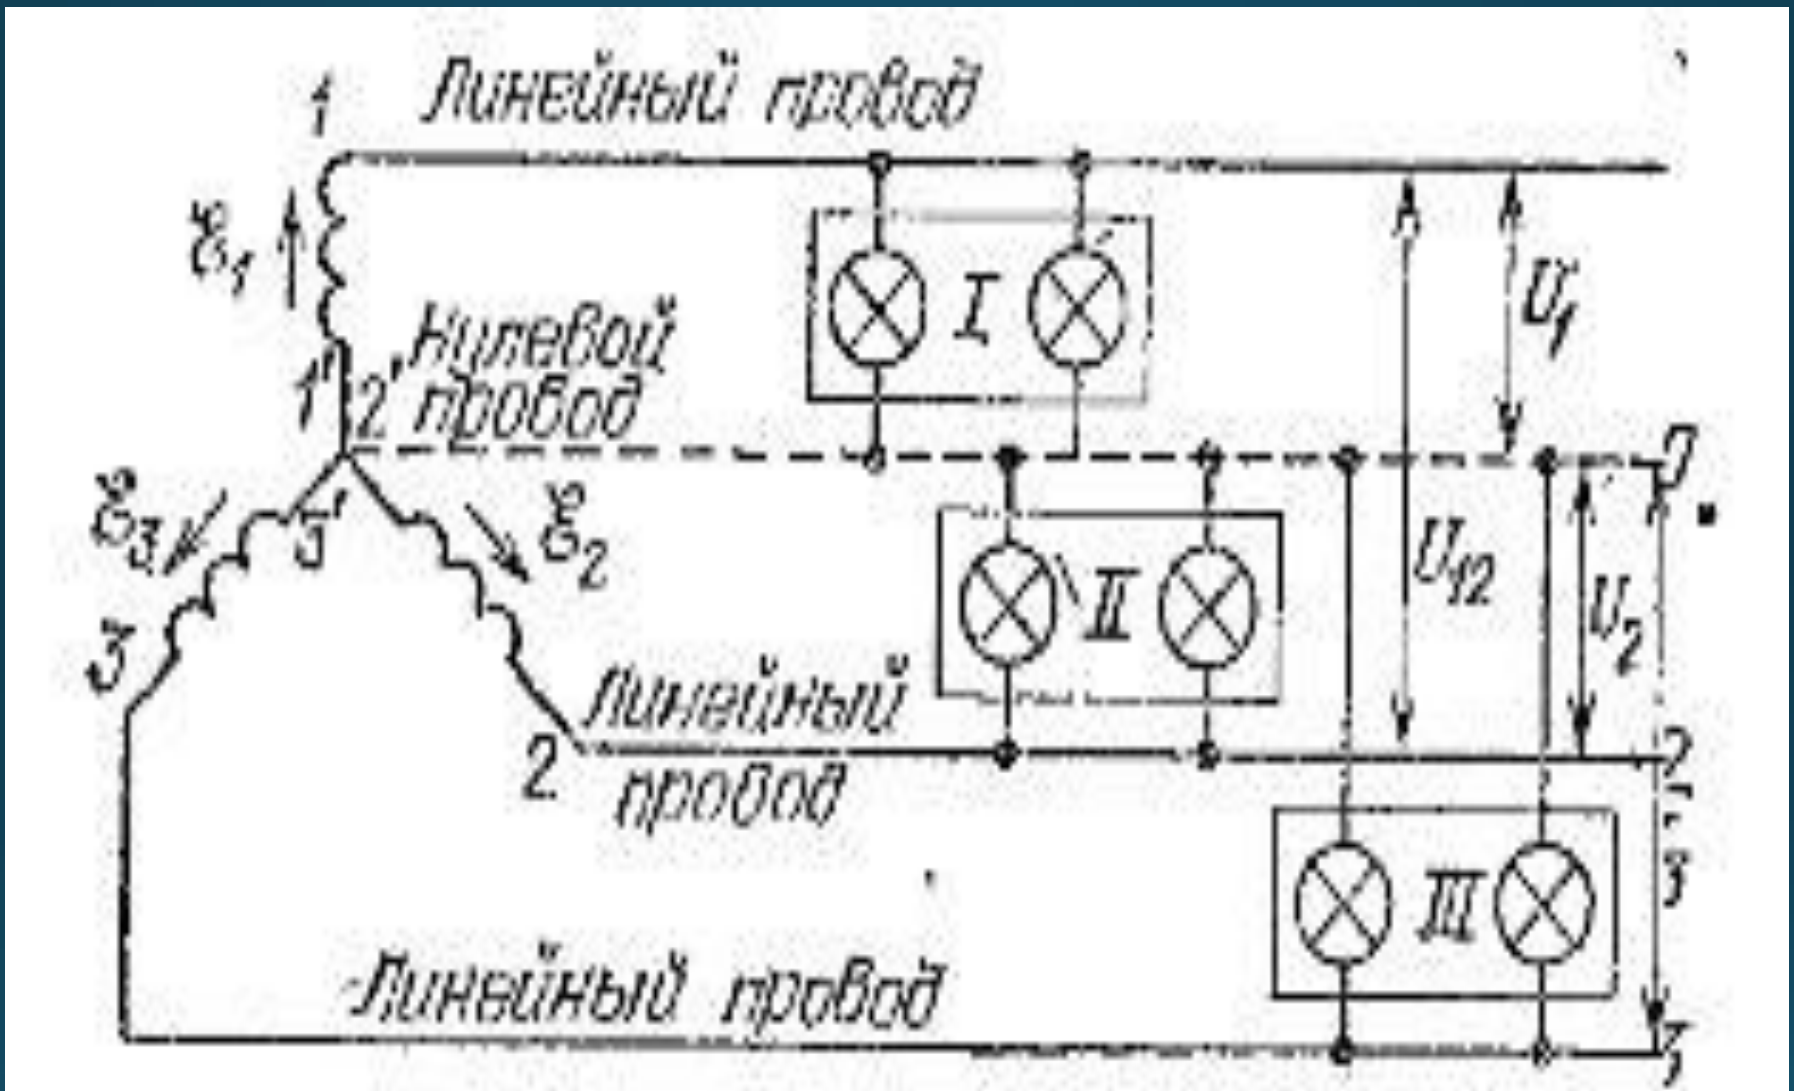 1 Линейный провод
ℰ1
U1
Нулевой
1' 2' провод
0
ℰ3 3' ℰ2
I
II
U12
U2
3
Линейный
2 провод
2
III
Линейный провод
3